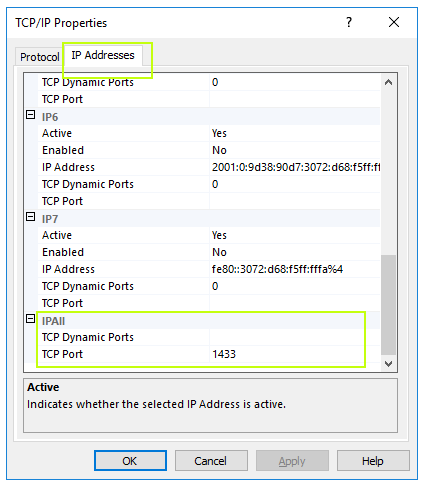 TCP/IP Properties ? ×
Protocol IP Addresses
TCP Dynamic Ports 0
TCP Port
IP6
Active Yes
Enabled No
IP Address 2001:0:9d38:90d7:3072:d68:f5ff:ff
TCP Dynamic Ports 0
TCP Port
IP7
Active Yes
Enabled No
IP Address fe80::3072:d68:f5ff:fffa%4
TCP Dynamic Ports 0
TCP Port
IPAll
TCP Dynamic Ports
TCP Port 1433
Active
Indicates whether the selected IP Address is active.
OK Cancel Apply Help